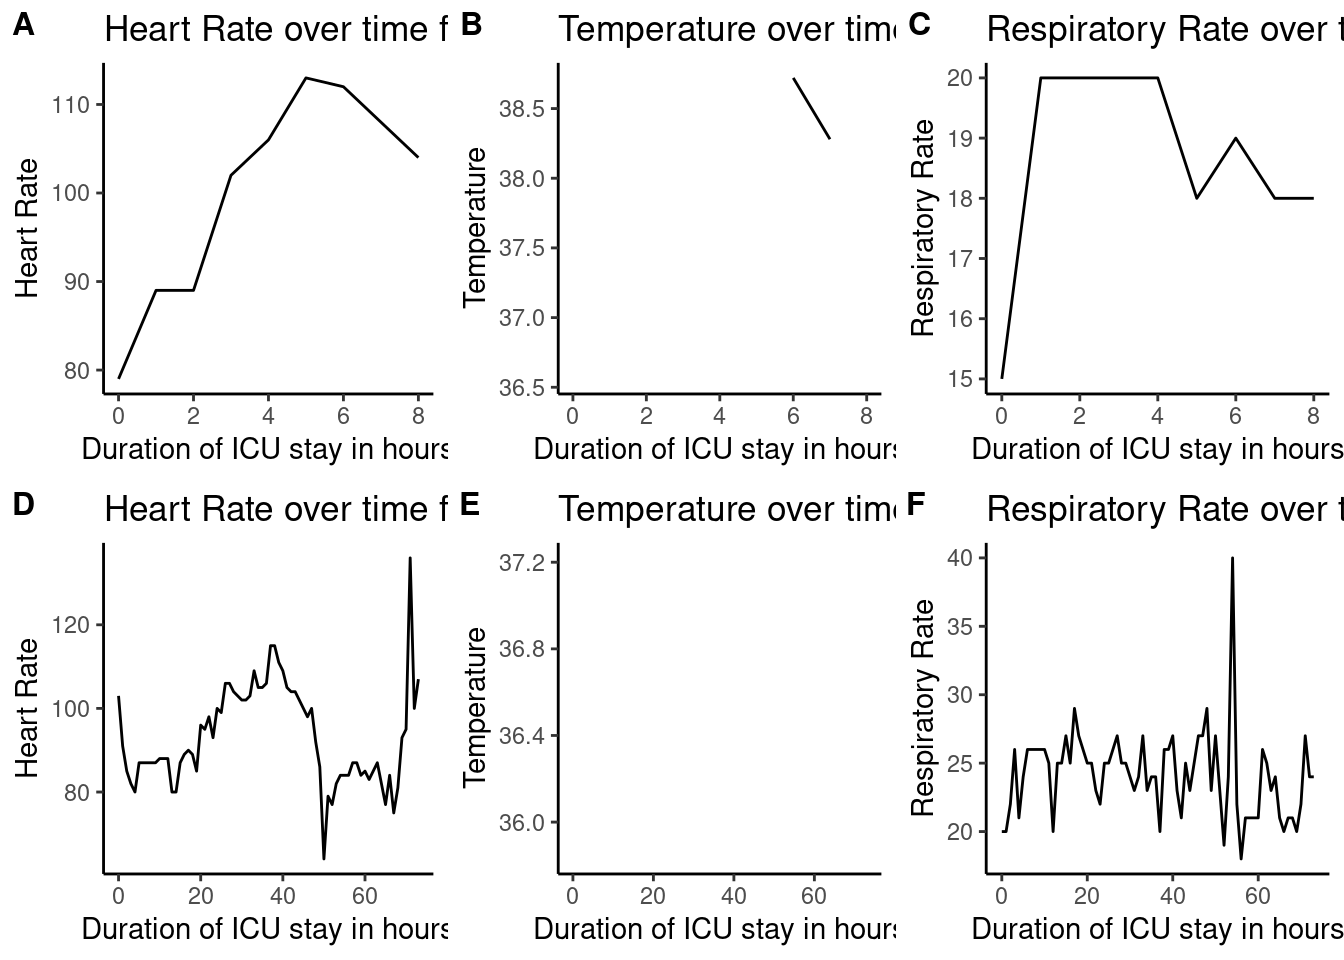 A Heart Rate over time f
Heart Rate
110
100
90
80
0 2 4 6 8
Duration of ICU stay in hours
B Temperature over time
Temperature
38.5
38.0
37.5
37.0
36.5
0 2 4 6 8
Duration of ICU stay in hours
C Respiratory Rate over t
Respiratory Rate
20
19
18
17
16
15
0 2 4 6 8
Duration of ICU stay in hours
D Heart Rate over time f
Heart Rate
120
100
80
0 20 40 60
Duration of ICU stay in hours
E Temperature over time
Temperature
37.2
36.8
36.4
36.0
0 20 40 60
Duration of ICU stay in hours
F Respiratory Rate over t
Respiratory Rate
40
35
30
25
20
0 20 40 60
Duration of ICU stay in hours